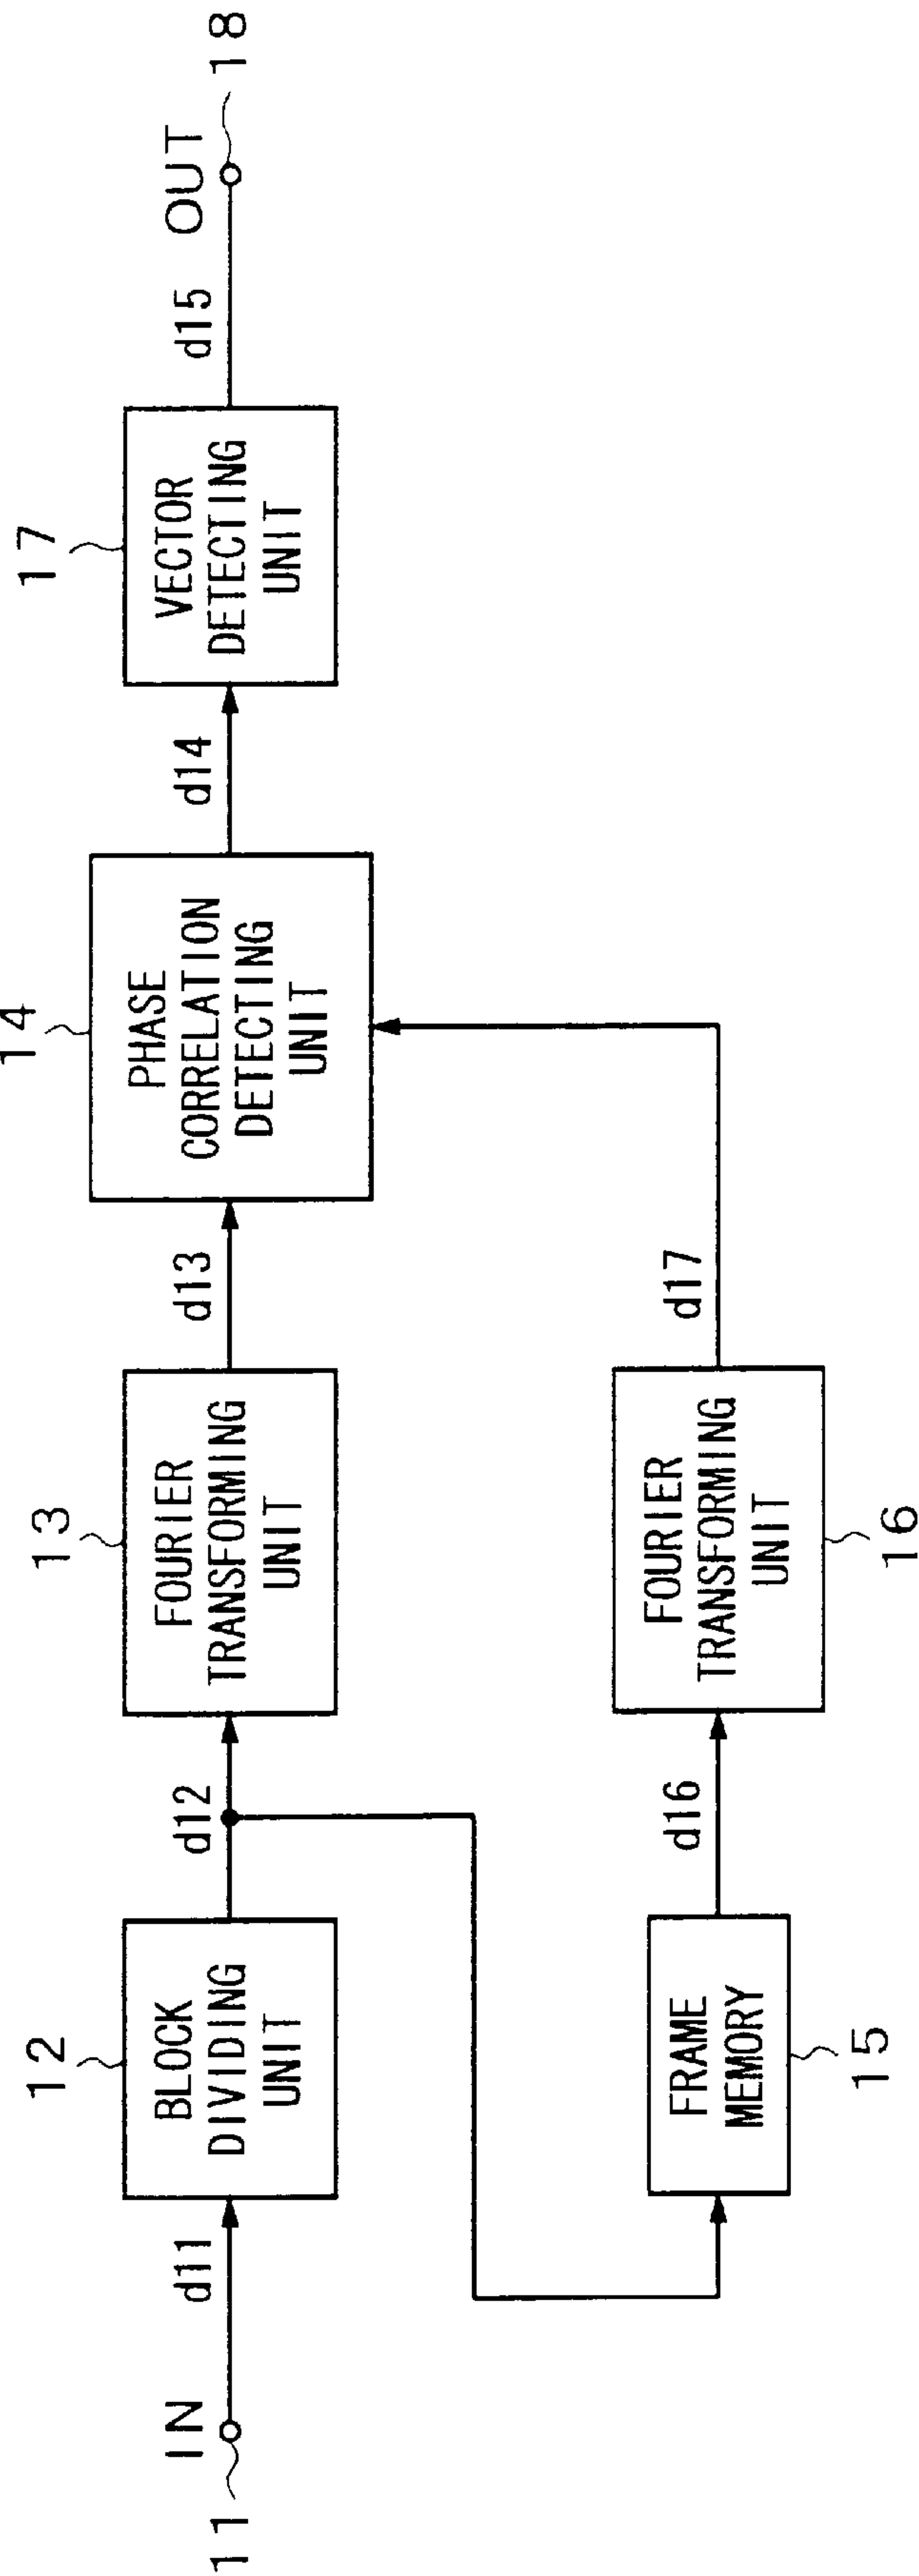 IN
11
d11
12
BLOCK
DIVIDING
UNIT
d12
13
FOURIER
TRANSFORMING
UNIT
d13
14
PHASE
CORRELATION
DETECTING
UNIT
d14
17
VECTOR
DETECTING
UNIT
d15
OUT
18
FRAME
MEMORY
15
d16
FOURIER
TRANSFORMING
UNIT
16
d17